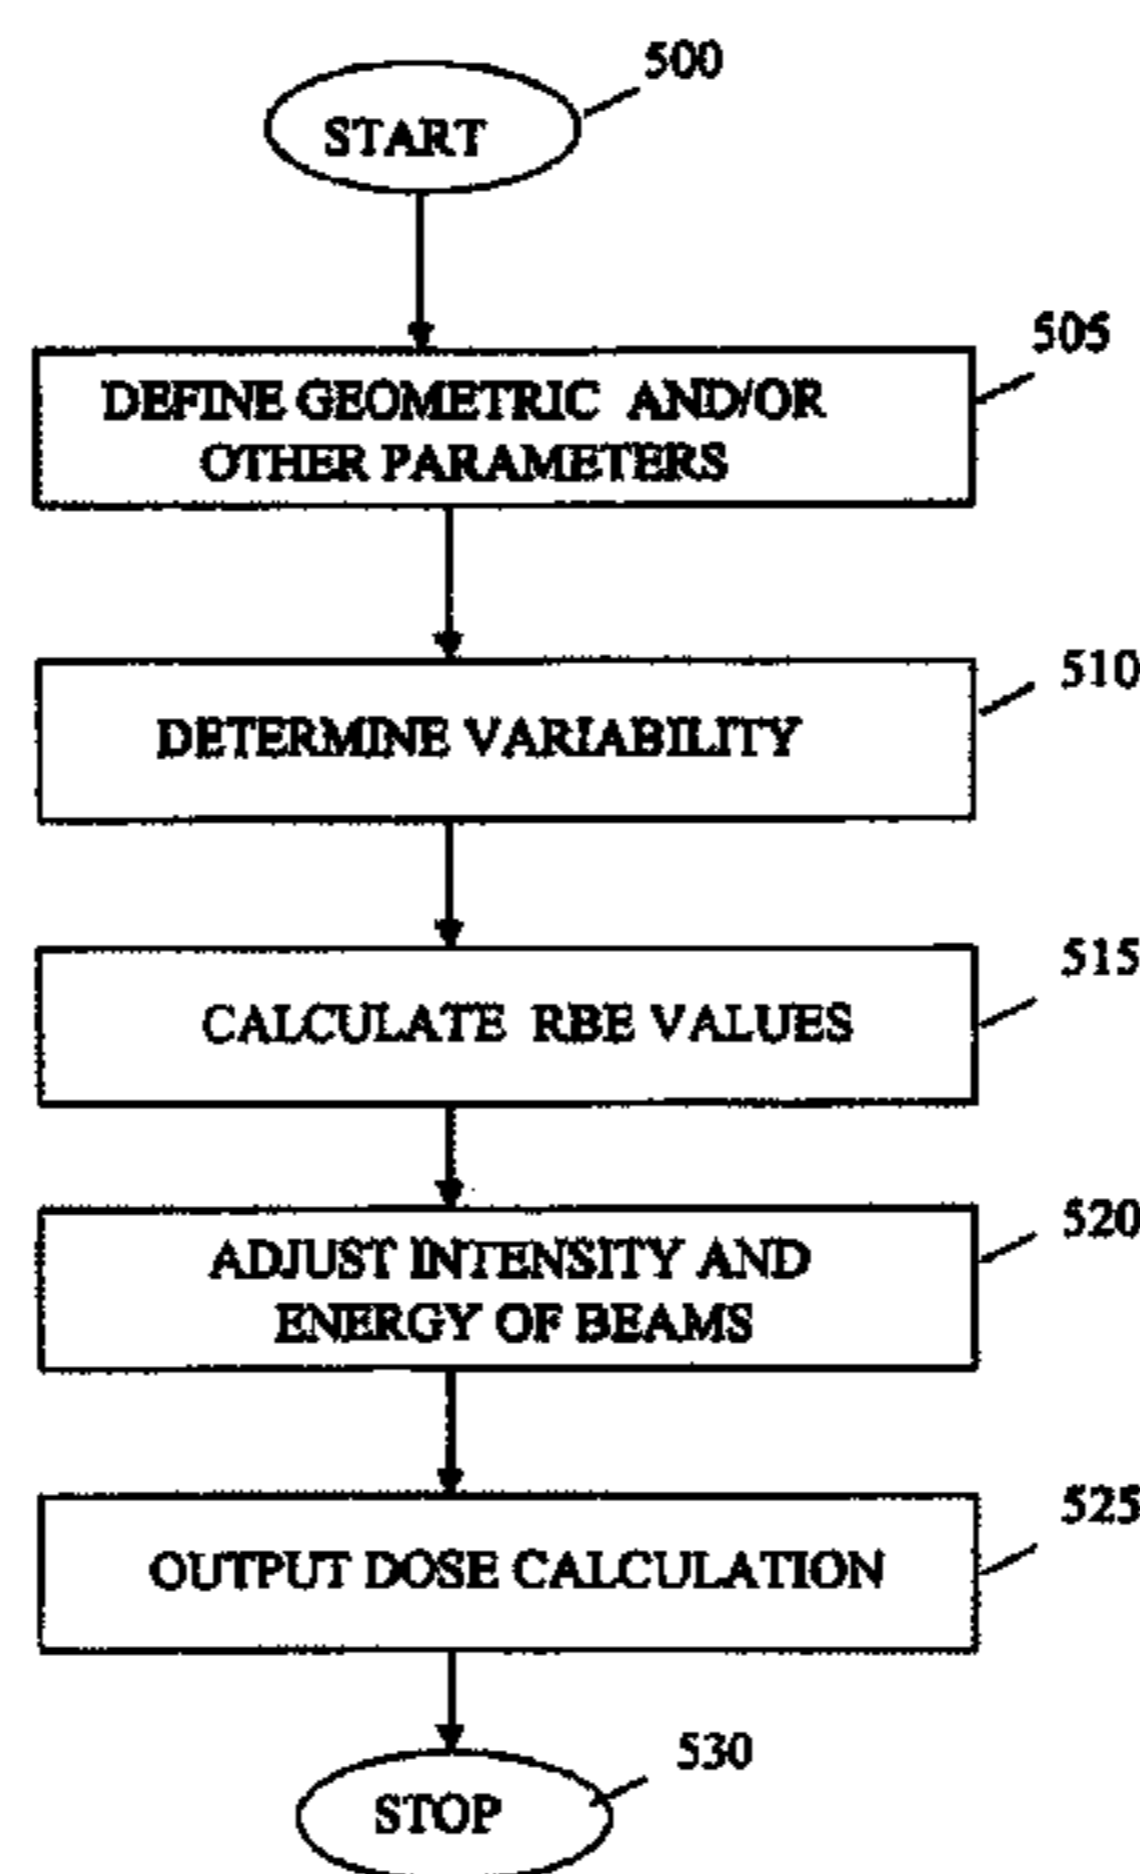 500
START
505
DEFINE GEOMETRIC AND/OR
OTHER PARAMETERS
510
DETERMINE VARIABILITY
515
CALCULATE RBE VALUES
520
ADJUST INTENSITY AND
ENERGY OF BEAMS
525
OUTPUT DOSE CALCULATION
530
STOP